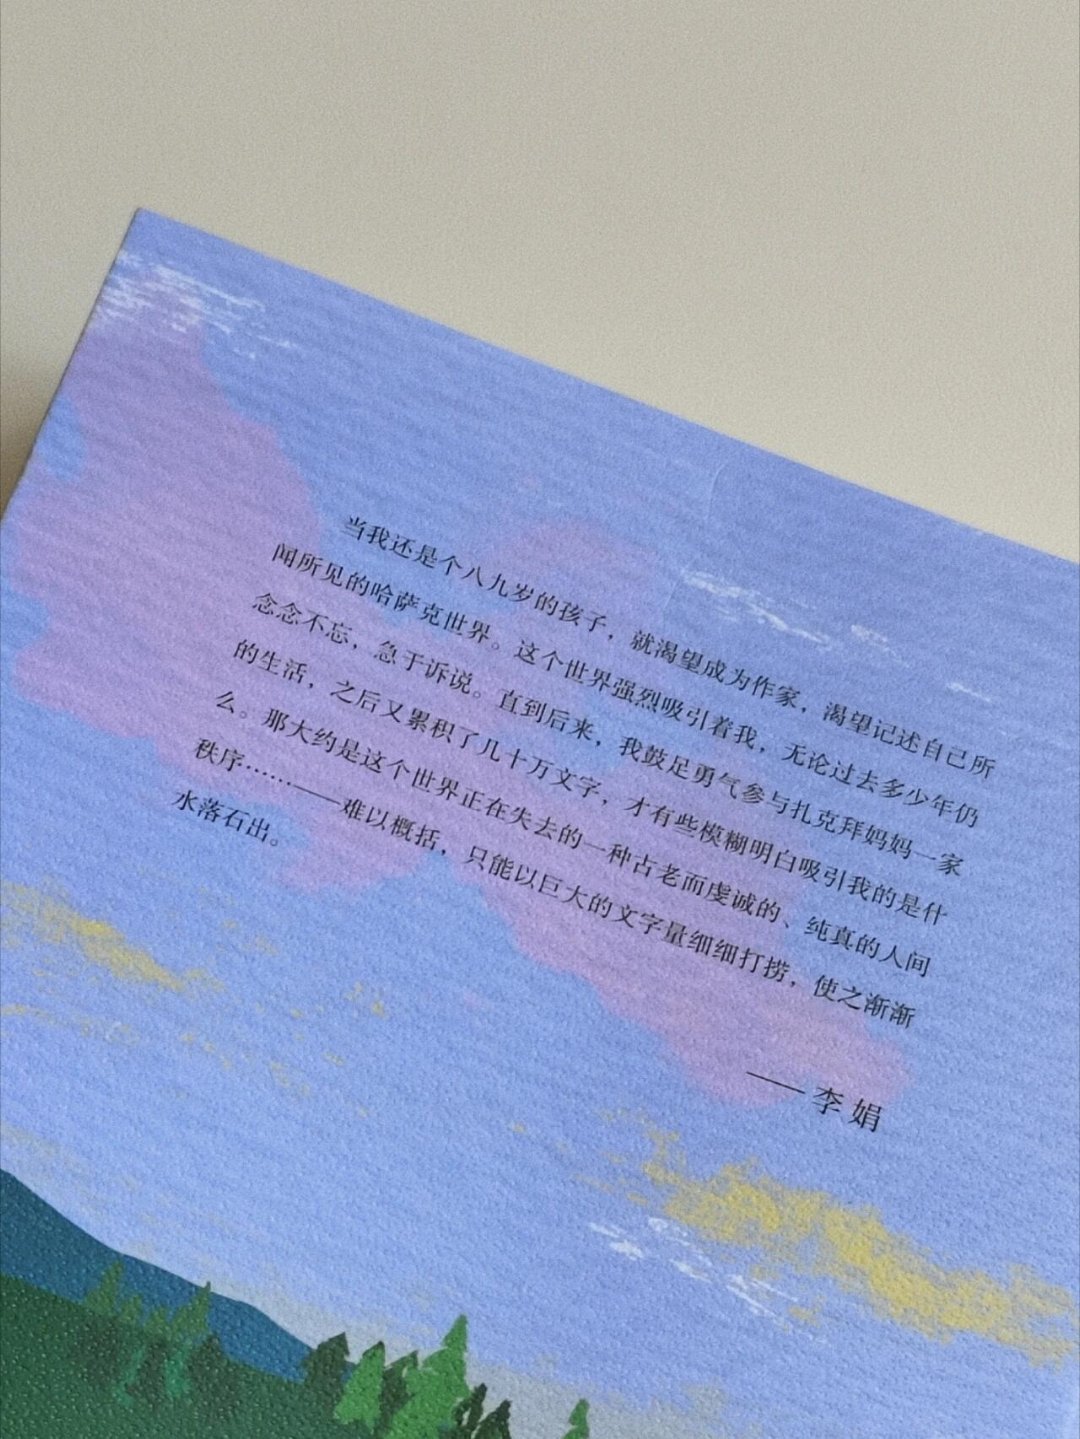 当我还是个八九岁的孩子，就渴望成为作家，渴望记述自己所
闻所见的哈萨克世界。这个世界强烈吸引着我，无论过去多少年仍
念念不忘，急于诉说。直到后来，我鼓足勇气参与扎克拜妈妈一家
的生活，之后又累积了几十万文字，才有些模糊明白吸引我的是什
么。那大约是这个世界正在失去的一种古老而虔诚的、纯真的人间
秩序……——难以概括，只能以巨大的文字量细细打捞，使之渐渐
水落石出。
——李娟